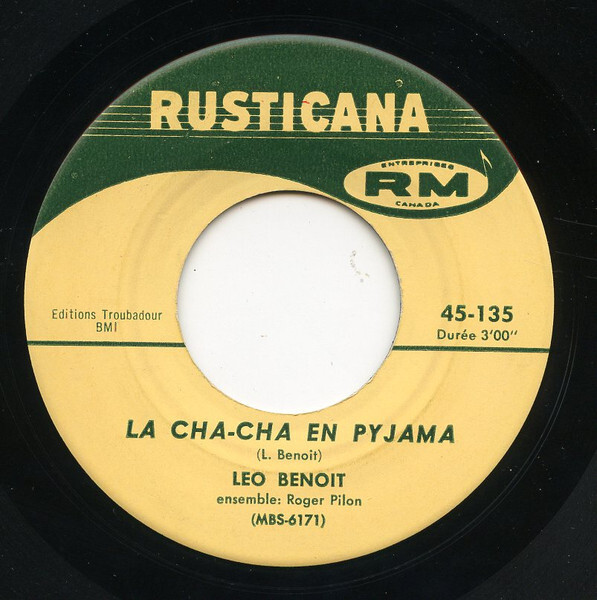 RUSTICANA
ENTREPRISES
RM
CANADA
Editions Troubadour
BMI
45-135
Durée 3'00"
LA CHA-CHA EN PYJAMA
(L. Benoit)
LEO BENOIT
ensemble: Roger Pilon
(MBS-6171)